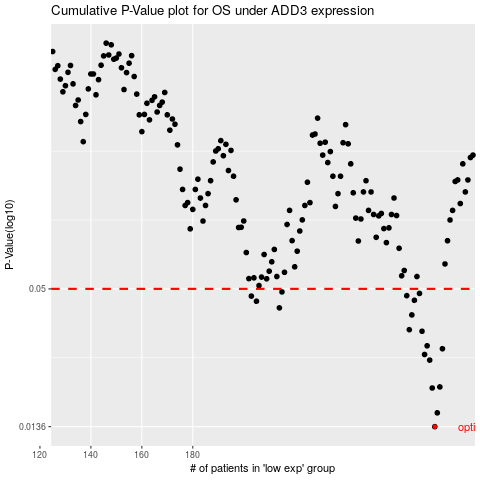 Cumulative P-Value plot for OS under ADD3 expression
P-Value(log10)
0.05
0.0136
opti
120 140 160 180
# of patients in 'low exp' group